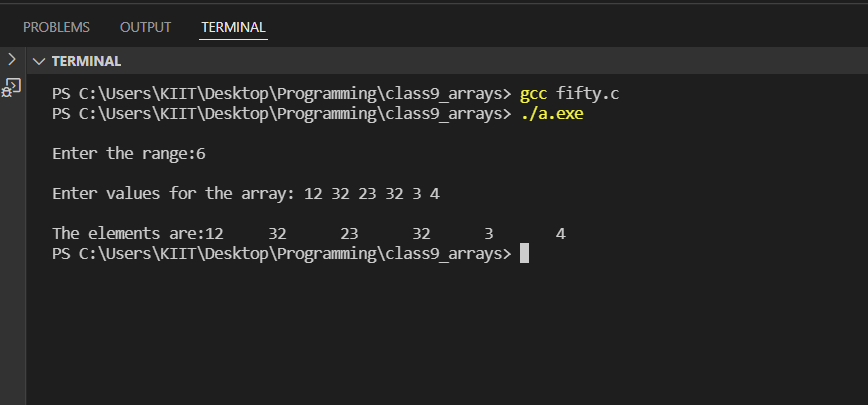 PROBLEMS OUTPUT TERMINAL
TERMINAL
PS C:\Users\KIIT\Desktop\Programming\class9_arrays> gcc fifty.c
PS C:\Users\KIIT\Desktop\Programming\class9_arrays> ./a.exe
Enter the range:6
Enter values for the array: 12 32 23 32 3 4
The elements are:12 32 23 32 3 4
PS C:\Users\KIIT\Desktop\Programming\class9_arrays>